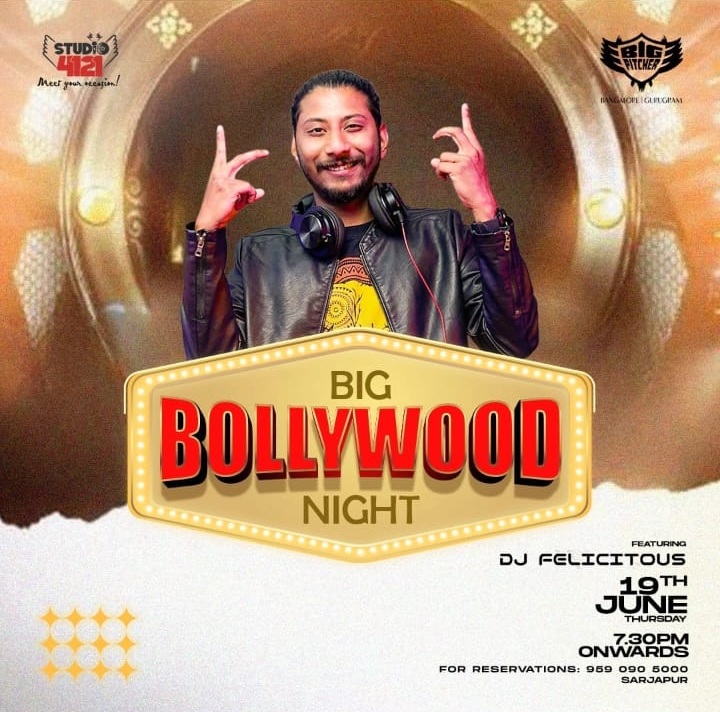 STUDIO
4121
Meet your occasion!
BIG
PITCHER
BANGALORE | GURUGRAM
BIG
BOLLYWOOD
NIGHT
FEATURING
DJ FELICITOUS
19TH
JUNE
THURSDAY
7.30PM
ONWARDS
FOR RESERVATIONS: 959 090 5000
SARJAPUR